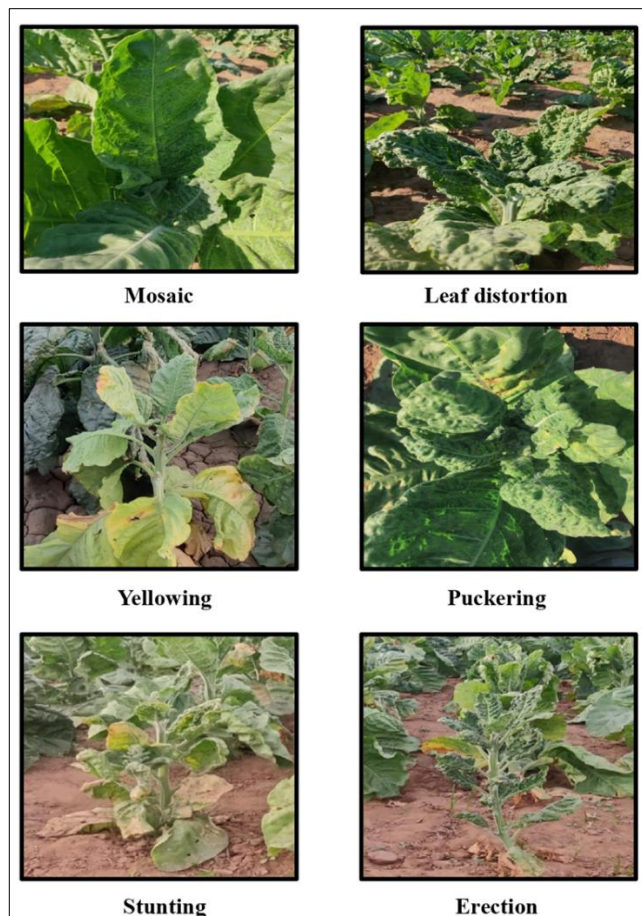 Mosaic
Leaf distortion
Yellowing
Puckering
Stunting
Erection